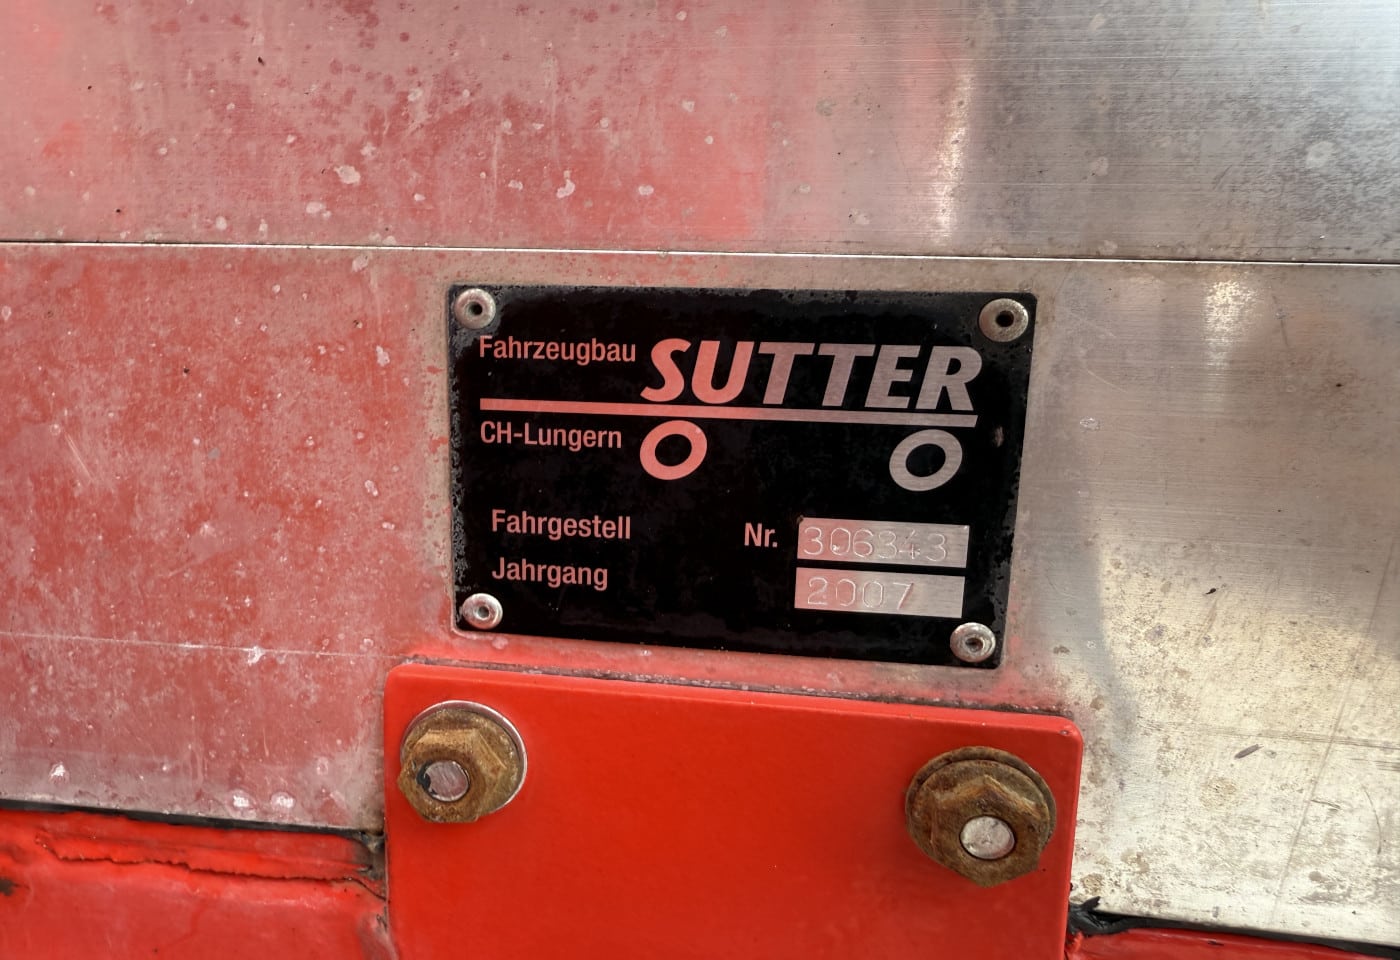 Fahrzeugbau SUTTER
CH-Lungern
Fahrgestell Nr. 306343
Jahrgang 2007